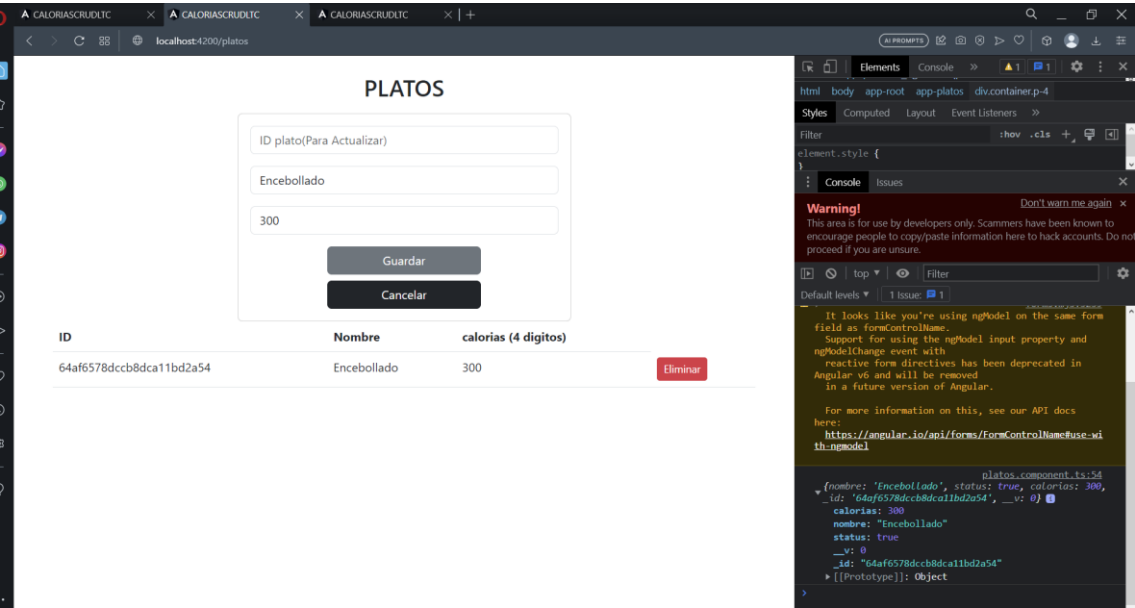 A CALORIASCRUDLTC × A CALORIASCRUDLTC × A CALORIASCRUDLTC × +
localhost:4200/platos
AI PROMPTS
PLATOS
ID plato(Para Actualizar)
Encebollado
300
Guardar
Cancelar
ID Nombre calorias (4 digitos)
64af6578dccb8dca11bd2a54 Encebollado 300 Eliminar
Elements Console » 1 1
html body app-root app-platos div.container.p-4
Styles Computed Layout Event Listeners »
Filter :hov .cls +
element.style {
}
Console Issues
Warning! Don't warn me again ×
This area is for use by developers only. Scammers have been known to
encourage people to copy/paste information here to hack accounts. Do not
proceed if you are unsure.
top ▼ Filter
Default levels ▼ 1 Issue: 1
It looks like you're using ngModel on the same form
field as formControlName.
Support for using the ngModel input property and
ngModelChange event with
reactive form directives has been deprecated in
Angular v6 and will be removed
in a future version of Angular.
For more information on this, see our API docs
here:
https://angular.io/api/forms/FormControlName#use-wi
th-ngmodel
platos.component.ts:54
{nombre: 'Encebollado', status: true, calorias: 300,
_id: '64af6578dccb8dca11bd2a54', __v: 0}
calorias: 300
nombre: "Encebollado"
status: true
__v: 0
_id: "64af6578dccb8dca11bd2a54"
[[Prototype]]: Object